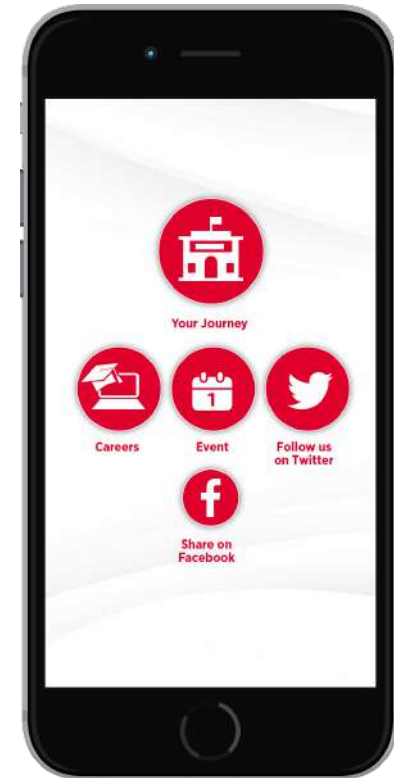 Your Journey
1
Careers
Event
Follow us
on Twitter
Share on
Facebook